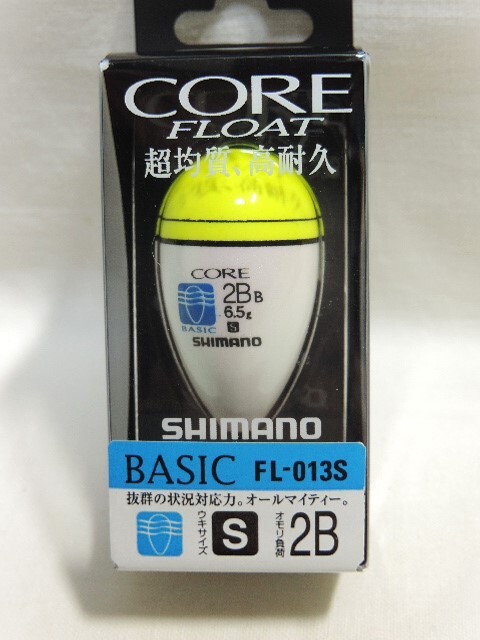 CORE
FLOAT
超均質、高耐久
CORE
2B B
6.5g
BASIC
S
SHIMANO
SHIMANO
BASIC FL-013S
抜群の状況対応力。オールマイティー。
ウキサイズ
S
オモリ負荷
2B